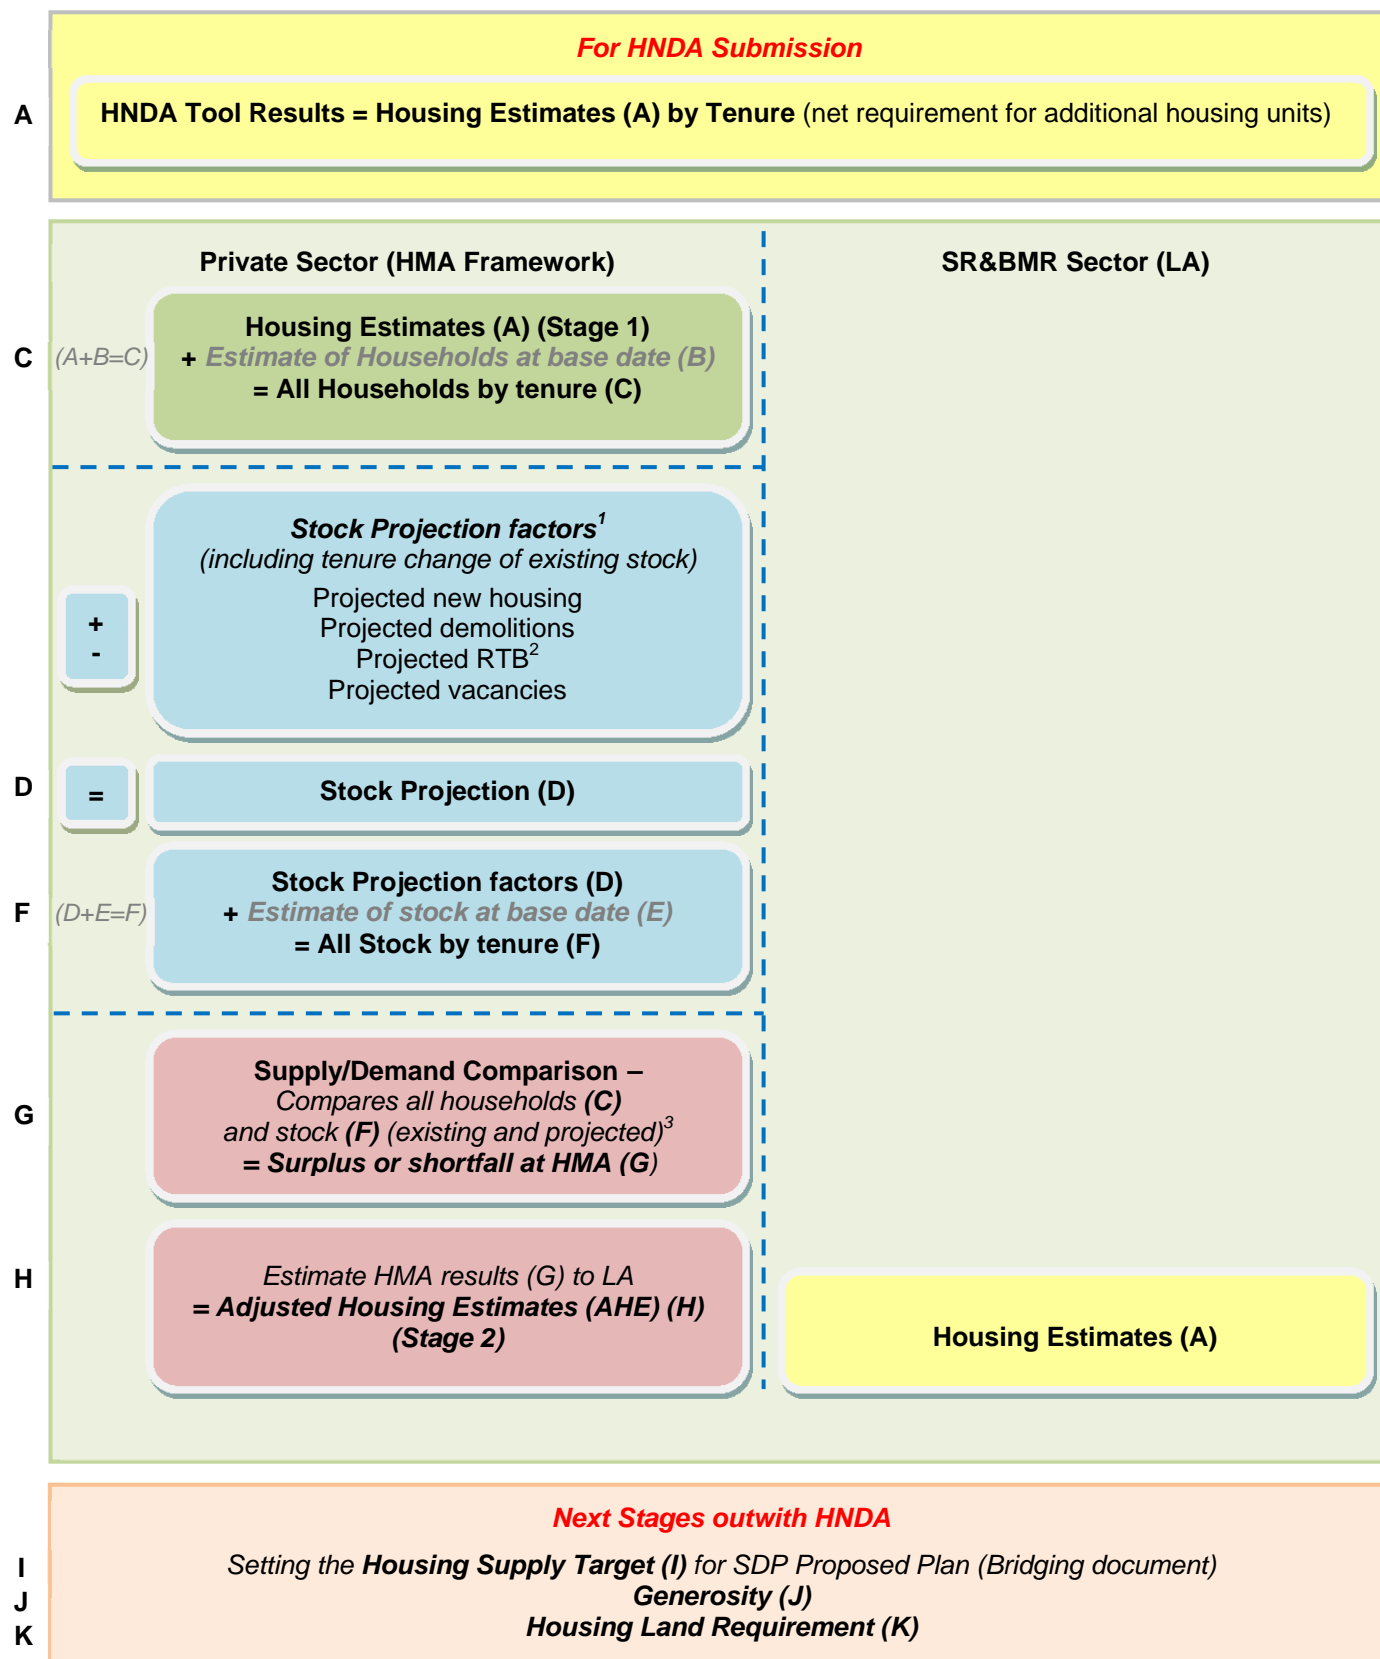 For HNDA Submission
A
HNDA Tool Results = Housing Estimates (A) by Tenure (net requirement for additional housing units)
Private Sector (HMA Framework)
SR&BMR Sector (LA)
C
(A+B=C)
Housing Estimates (A) (Stage 1)
+ Estimate of Households at base date (B)
= All Households by tenure (C)
+
-
Stock Projection factors1
(including tenure change of existing stock)
Projected new housing
Projected demolitions
Projected RTB2
Projected vacancies
D
=
Stock Projection (D)
F
(D+E=F)
Stock Projection factors (D)
+ Estimate of stock at base date (E)
= All Stock by tenure (F)
G
Supply/Demand Comparison –
Compares all households (C)
and stock (F) (existing and projected)3
= Surplus or shortfall at HMA (G)
H
Estimate HMA results (G) to LA
= Adjusted Housing Estimates (AHE) (H)
(Stage 2)
Housing Estimates (A)
Next Stages outwith HNDA
I
Setting the Housing Supply Target (I) for SDP Proposed Plan (Bridging document)
J
Generosity (J)
K
Housing Land Requirement (K)